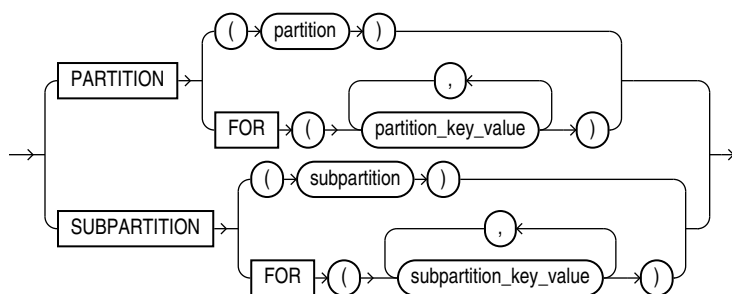 ( partition )
,
PARTITION
FOR ( partition_key_value )
( subpartition )
SUBPARTITION
,
FOR ( subpartition_key_value )